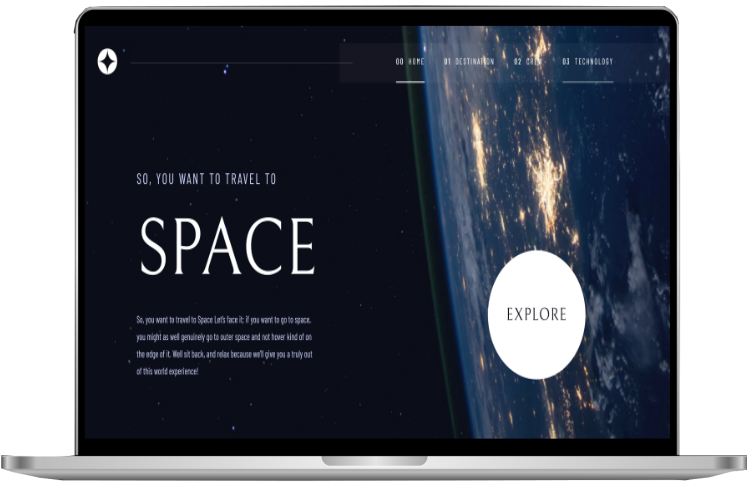 00 HOME 01 DESTINATION 02 CREW 03 TECHNOLOGY
SO, YOU WANT TO TRAVEL TO
SPACE
So, you want to travel to Space Let's face it; if you want to go to space,
you might as well genuinely go to outer space and not hover kind of on
the edge of it. Well sit back, and relax because we'll give you a truly out
of this world experience!
EXPLORE